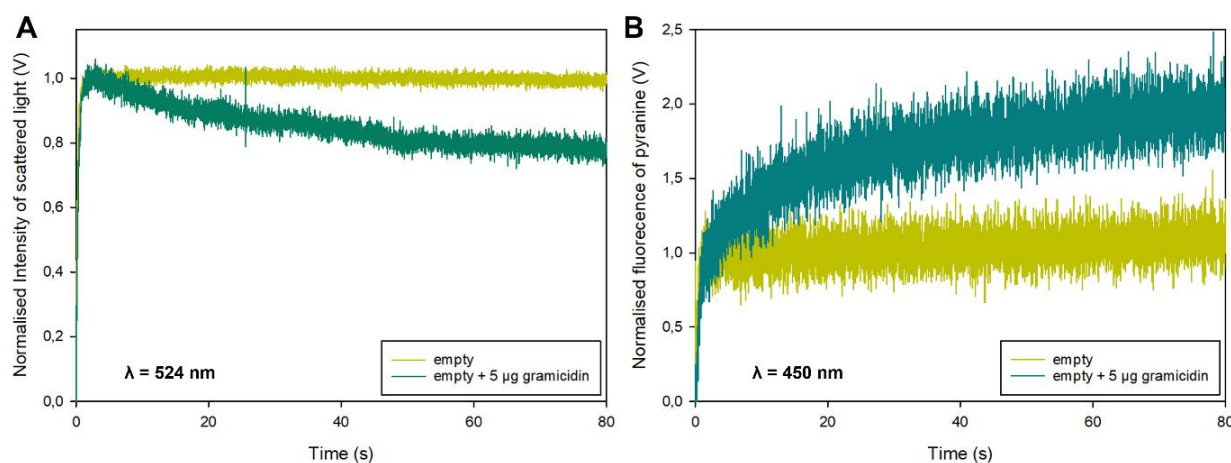 A
Normalised Intensity of scattered light (V)
1,0
0,8
0,6
0,4
0,2
0,0
λ = 524 nm
empty
empty + 5 µg gramicidin
0
20
40
60
80
Time (s)
B
Normalised fluorecence of pyranine (V)
2,5
2,0
1,5
1,0
0,5
0,0
λ = 450 nm
empty
empty + 5 µg gramicidin
0
20
40
60
80
Time (s)